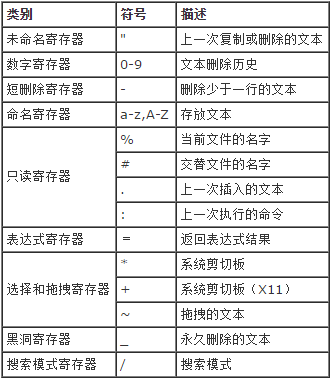 类别 符号 描述
未命名寄存器 " 上一次复制或删除的文本
数字寄存器 0-9 文本删除历史
短删除寄存器 - 删除少于一行的文本
命名寄存器 a-z,A-Z 存放文本
只读寄存器 % 当前文件的名字
# 交替文件的名字
. 上一次插入的文本
: 上一次执行的命令
表达式寄存器 = 返回表达式结果
选择和拖拽寄存器 * 系统剪切板
+ 系统剪切板（X11）
~ 拖拽的文本
黑洞寄存器 _ 永久删除的文本
搜索模式寄存器 / 搜索模式